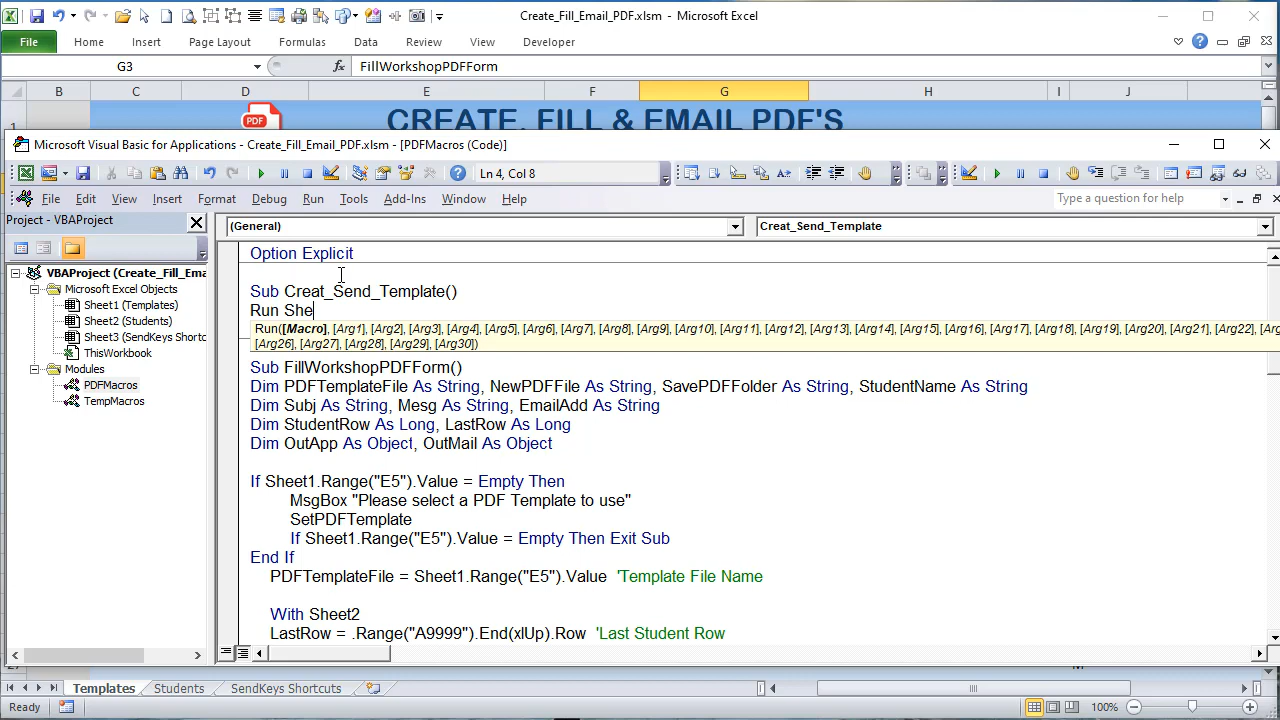 Create_Fill_Email_PDF.xlsm - Microsoft Excel
File Home Insert Page Layout Formulas Data Review View Developer
G3 fx FillWorkshopPDFForm
B C D E F G H I J
1 PDF CREATE, FILL & EMAIL PDF'S
Microsoft Visual Basic for Applications - Create_Fill_Email_PDF.xlsm - [PDFMacros (Code)]
Ln 4, Col 8
File Edit View Insert Format Debug Run Tools Add-Ins Window Help Type a question for help
Project - VBAProject
(General) Creat_Send_Template
VBAProject (Create_Fill_Ema
Microsoft Excel Objects
Sheet1 (Templates)
Sheet2 (Students)
Sheet3 (SendKeys Shortc
ThisWorkbook
Modules
PDFMacros
TempMacros
Option Explicit
Sub Creat_Send_Template()
Run She
Run([Macro], [Arg1], [Arg2], [Arg3], [Arg4], [Arg5], [Arg6], [Arg7], [Arg8], [Arg9], [Arg10], [Arg11], [Arg12], [Arg13], [Arg14], [Arg15], [Arg16], [Arg17], [Arg18], [Arg19], [Arg20], [Arg21], [Arg22], [Arg23], [Arg24], [Arg
[Arg26], [Arg27], [Arg28], [Arg29], [Arg30])
Sub FillWorkshopPDFForm()
Dim PDFTemplateFile As String, NewPDFFile As String, SavePDFFolder As String, StudentName As String
Dim Subj As String, Mesg As String, EmailAdd As String
Dim StudentRow As Long, LastRow As Long
Dim OutApp As Object, OutMail As Object
If Sheet1.Range("E5").Value = Empty Then
MsgBox "Please select a PDF Template to use"
SetPDFTemplate
If Sheet1.Range("E5").Value = Empty Then Exit Sub
End If
PDFTemplateFile = Sheet1.Range("E5").Value 'Template File Name
With Sheet2
LastRow = .Range("A9999").End(xlUp).Row 'Last Student Row
Templates Students SendKeys Shortcuts
Ready 100%